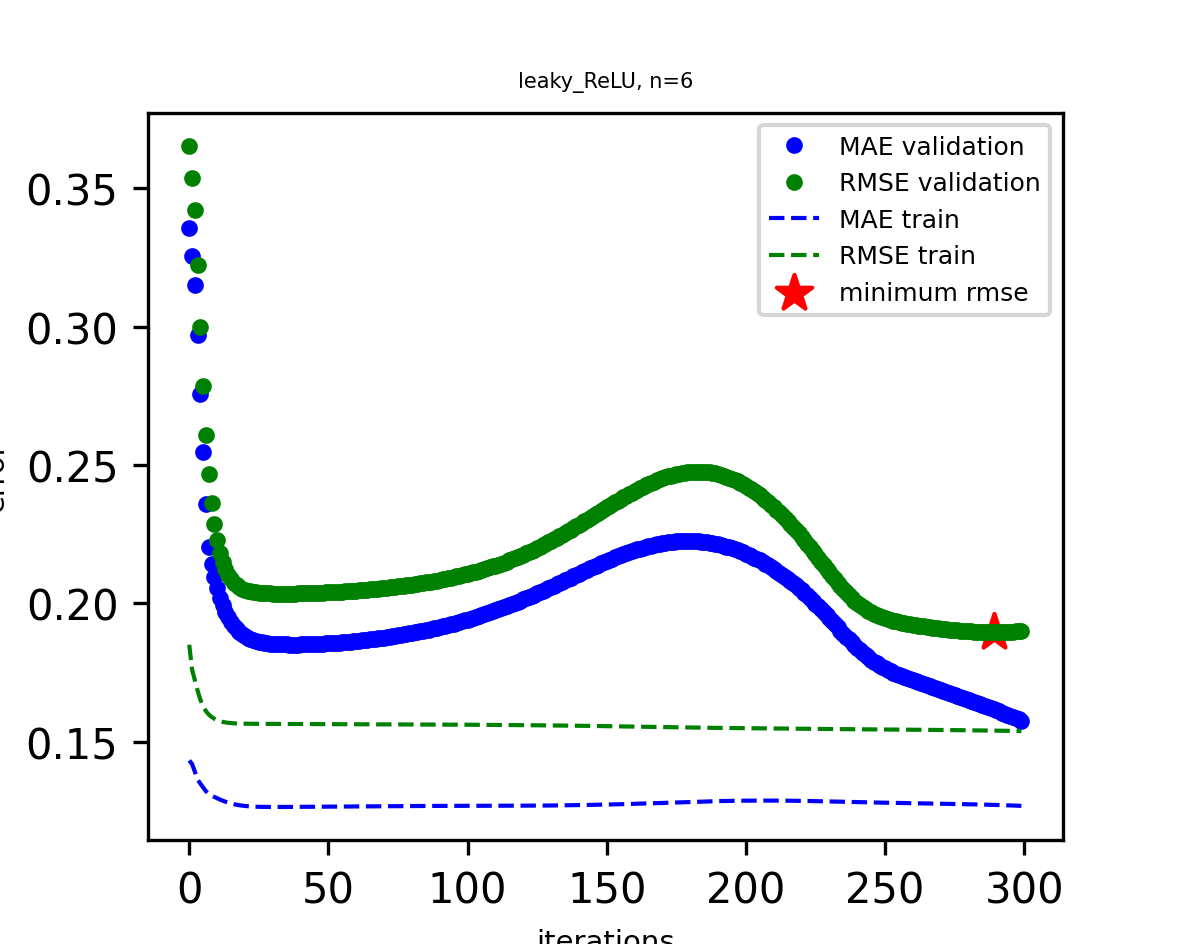 leaky_ReLU, n=6
MAE validation
RMSE validation
MAE train
RMSE train
minimum rmse
0.35
0.30
0.25
0.20
0.15
0 50 100 150 200 250 300
iterations